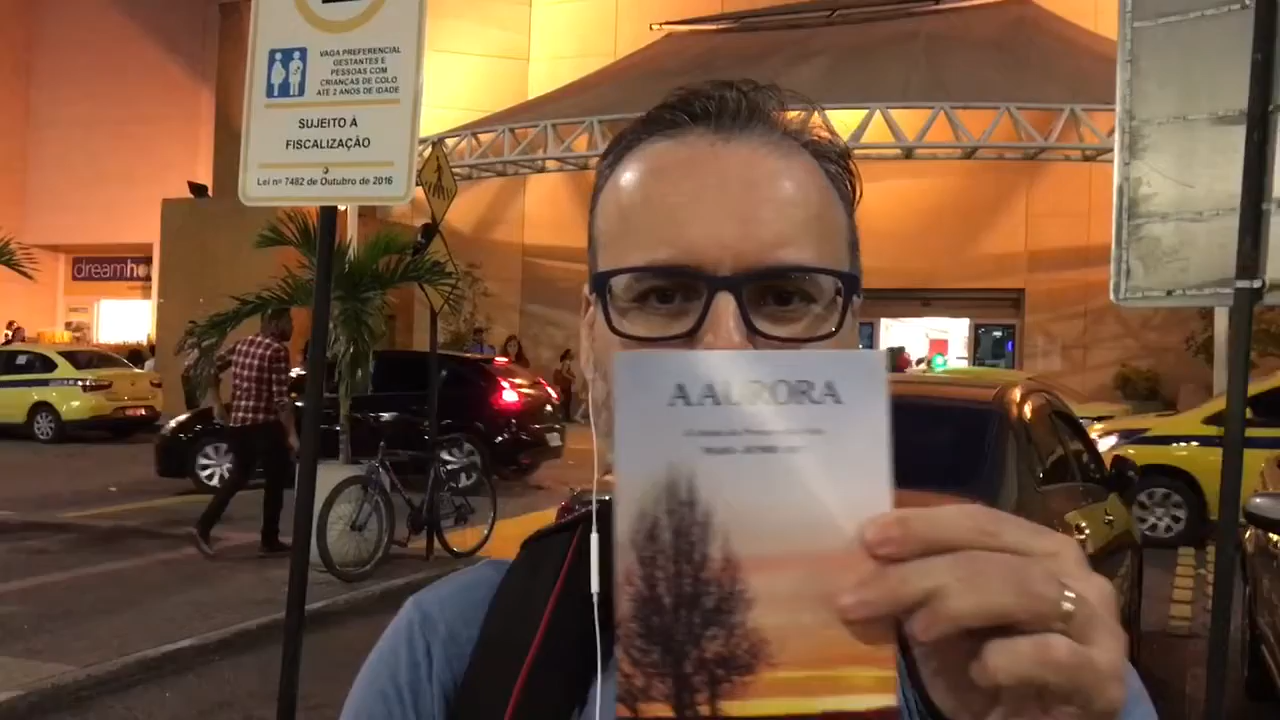 VAGA PREFERENCIAL
GESTANTES E
PESSOAS COM
CRIANÇAS DE COLO
ATÉ 2 ANOS DE IDADE
SUJEITO À
FISCALIZAÇÃO
Lei nº 7482 de Outubro de 2016
dreamho
AAURORA